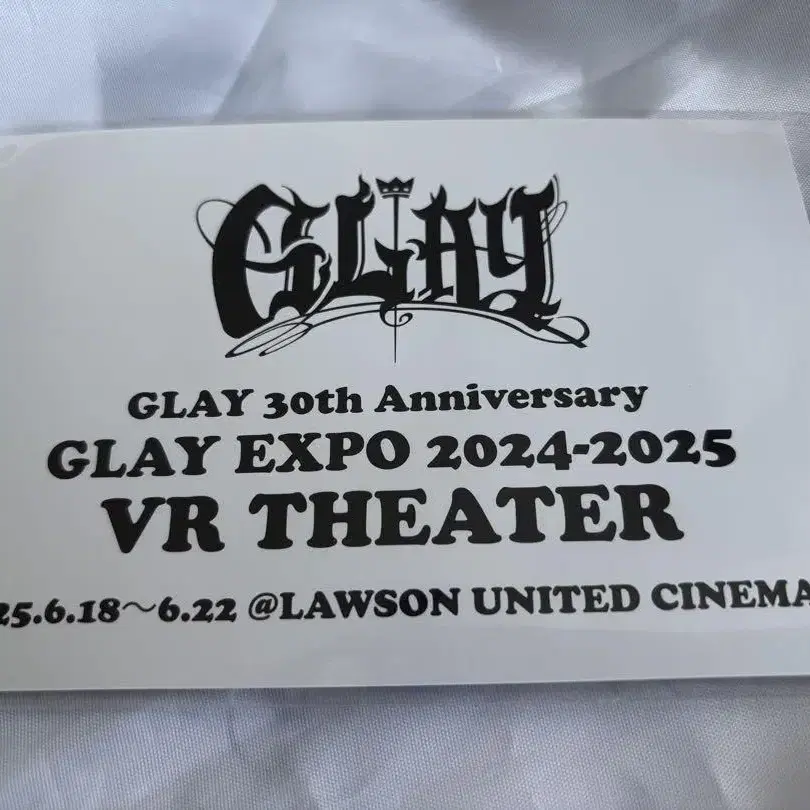 GLAY
GLAY 30th Anniversary
GLAY EXPO 2024-2025
VR THEATER
25.6.18～6.22 @LAWSON UNITED CINEMA